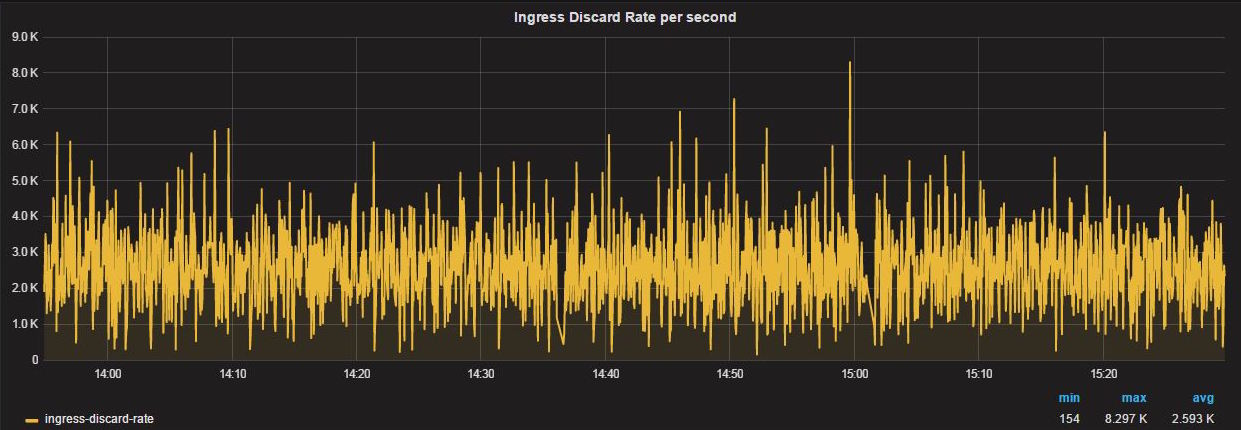 Ingress Discard Rate per second
9.0 K
8.0 K
7.0 K
6.0 K
5.0 K
4.0 K
3.0 K
2.0 K
1.0 K
0
14:00 14:10 14:20 14:30 14:40 14:50 15:00 15:10 15:20
min max avg
ingress-discard-rate 154 8.297 K 2.593 K